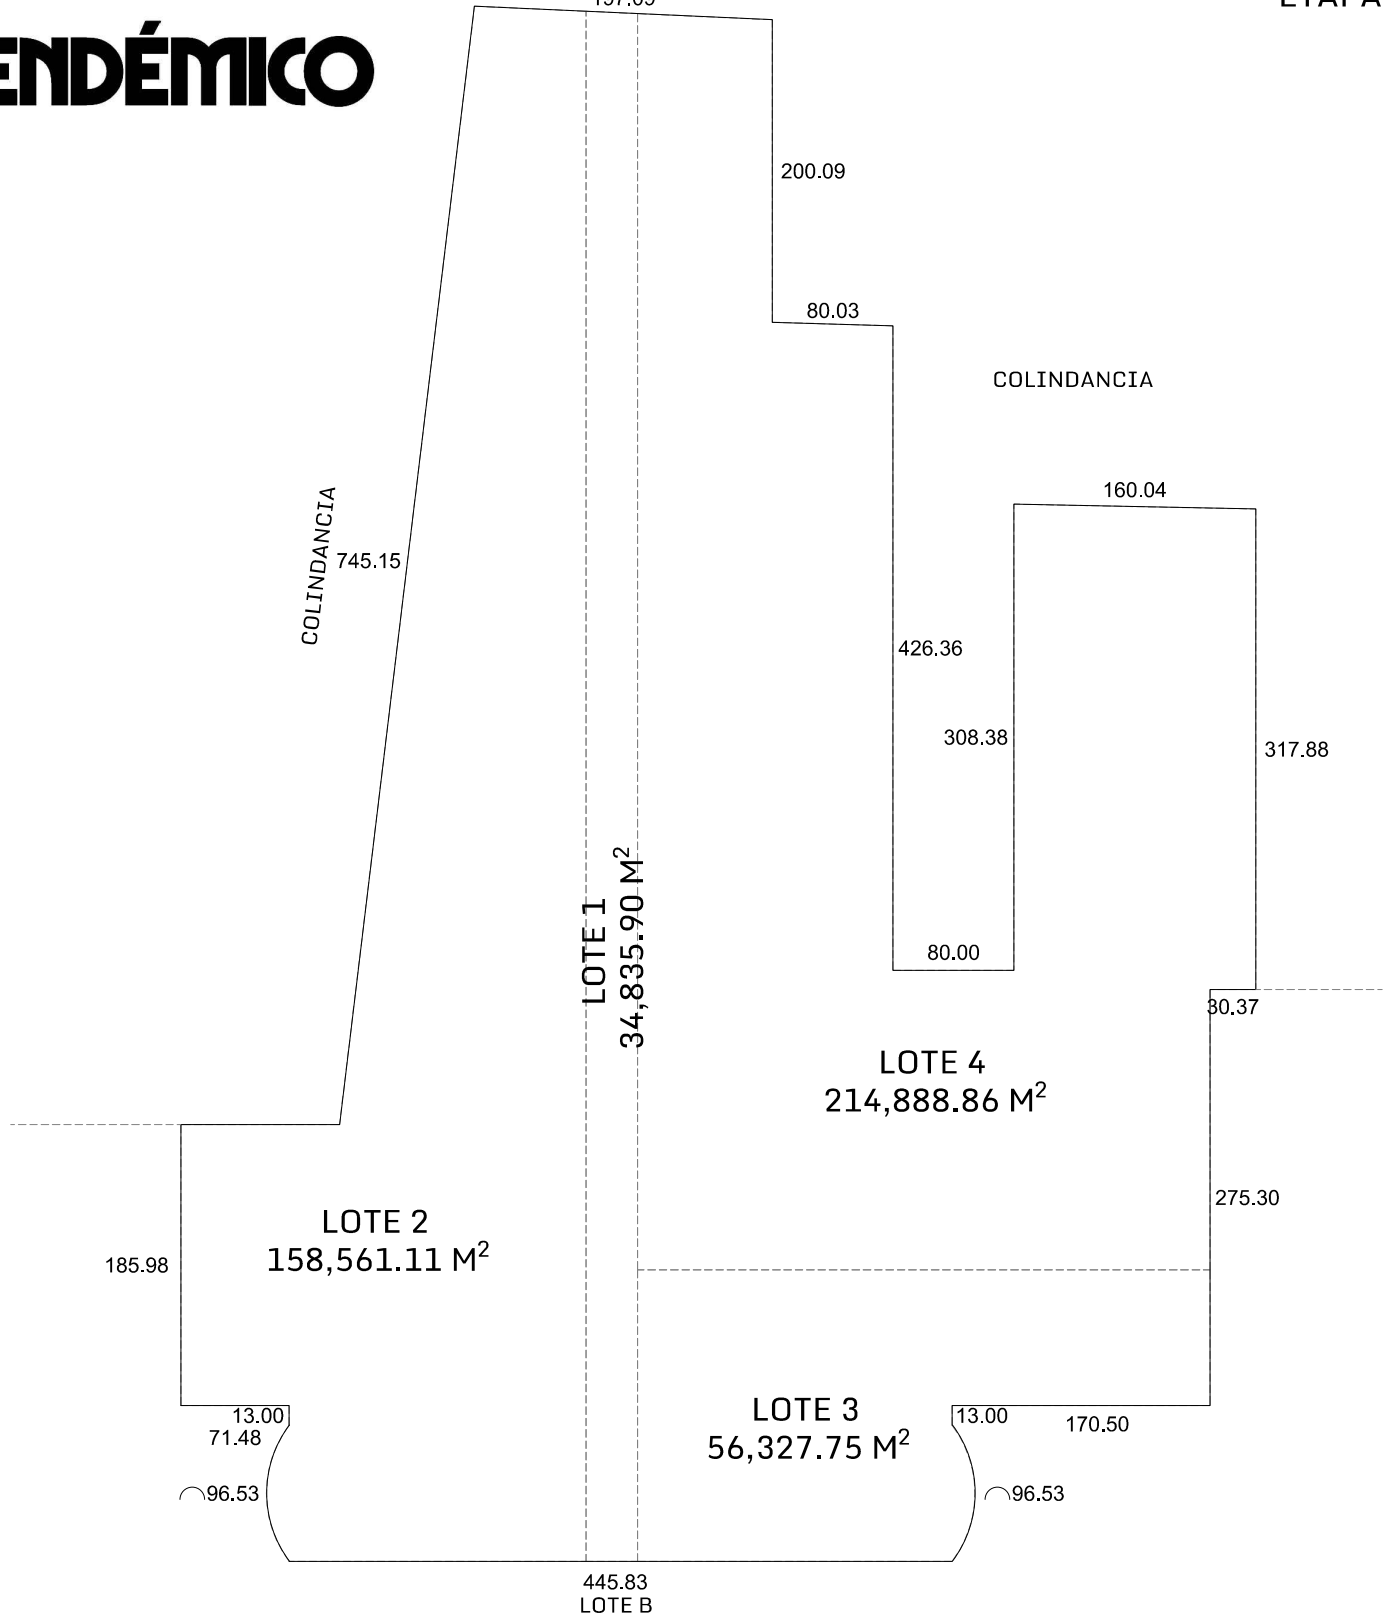 ENDÉMICO
200.09
80.03
COLINDANCIA
160.04
COLINDANCIA
745.15
426.36
308.38
317.88
LOTE 1
34,835.90 M²
80.00
30.37
LOTE 4
214,888.86 M²
275.30
LOTE 2
158,561.11 M²
185.98
LOTE 3
56,327.75 M²
13.00
71.48
13.00
170.50
96.53
96.53
445.83
LOTE B